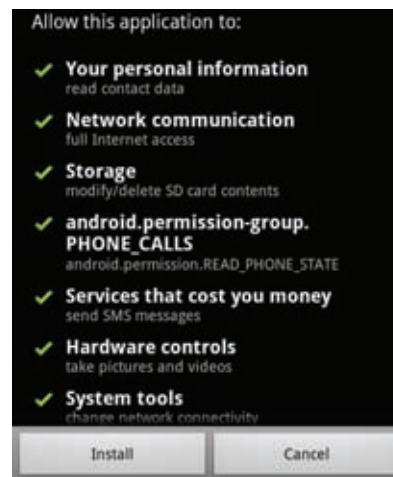 Allow this application to:
Your personal information
read contact data
Network communication
full Internet access
Storage
modify/delete SD card contents
android.permission-group.
PHONE_CALLS
android.permission.READ_PHONE_STATE
Services that cost you money
send SMS messages
Hardware controls
take pictures and videos
System tools
change network connectivity
Install Cancel